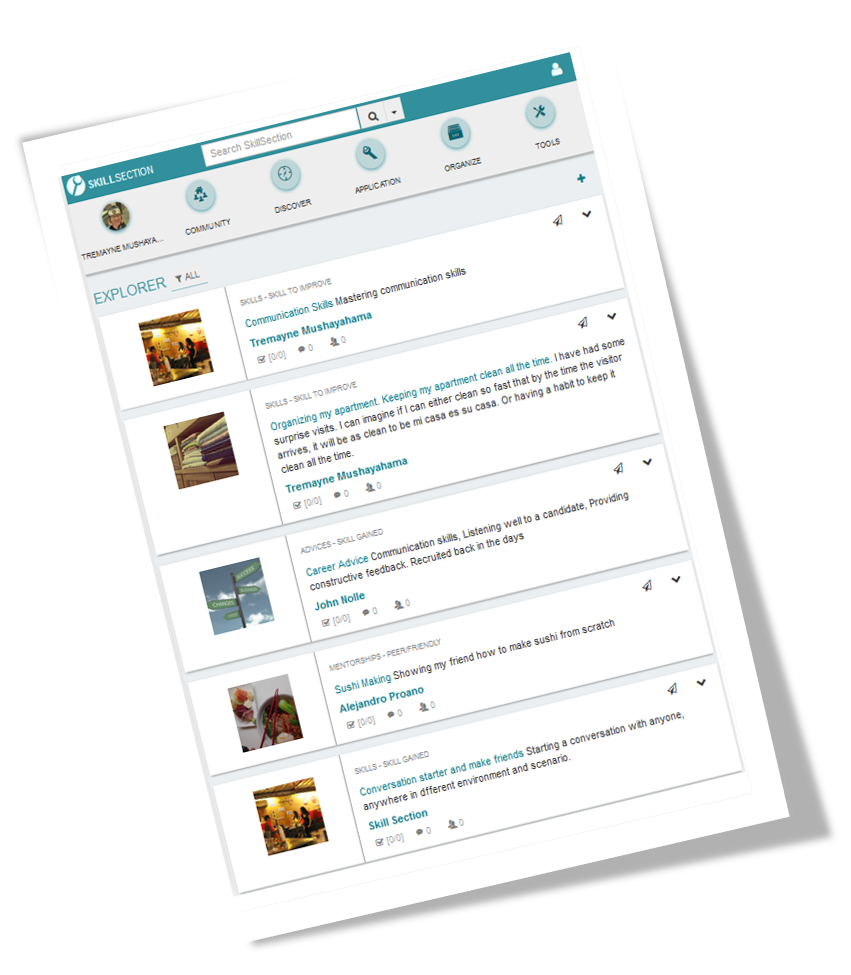 SKILLSECTION
Search SkillSection
TREMAYNE MUSHAYA...
COMMUNITY
DISCOVER
APPLICATION
ORGANIZE
TOOLS
EXPLORER
ALL
SKILLS - SKILL TO IMPROVE
Communication Skills Mastering communication skills
Tremayne Mushayahama
[0/0] 0 0
SKILLS - SKILL TO IMPROVE
Organizing my apartment. Keeping my apartment clean all the time. I have had some
surprise visits. I can imagine if I can either clean so fast that by the time the visitor
arrives, it will be as clean to be mi casa es su casa. Or having a habit to keep it
clean all the time.
Tremayne Mushayahama
[0/0] 0 0
SUCCESS
CHANGES
ADVICES - SKILL GAINED
Career Advice Communication skills, Listening well to a candidate, Providing
constructive feedback. Recruited back in the days
John Nolle
[0/0] 0 0
MENTORSHIPS - PEER/FRIENDLY
Sushi Making Showing my friend how to make sushi from scratch
Alejandro Proano
[0/0] 0 0
SKILLS - SKILL GAINED
Conversation starter and make friends Starting a conversation with anyone,
anywhere in dfferent environment and scenario.
Skill Section
[0/0] 0 0